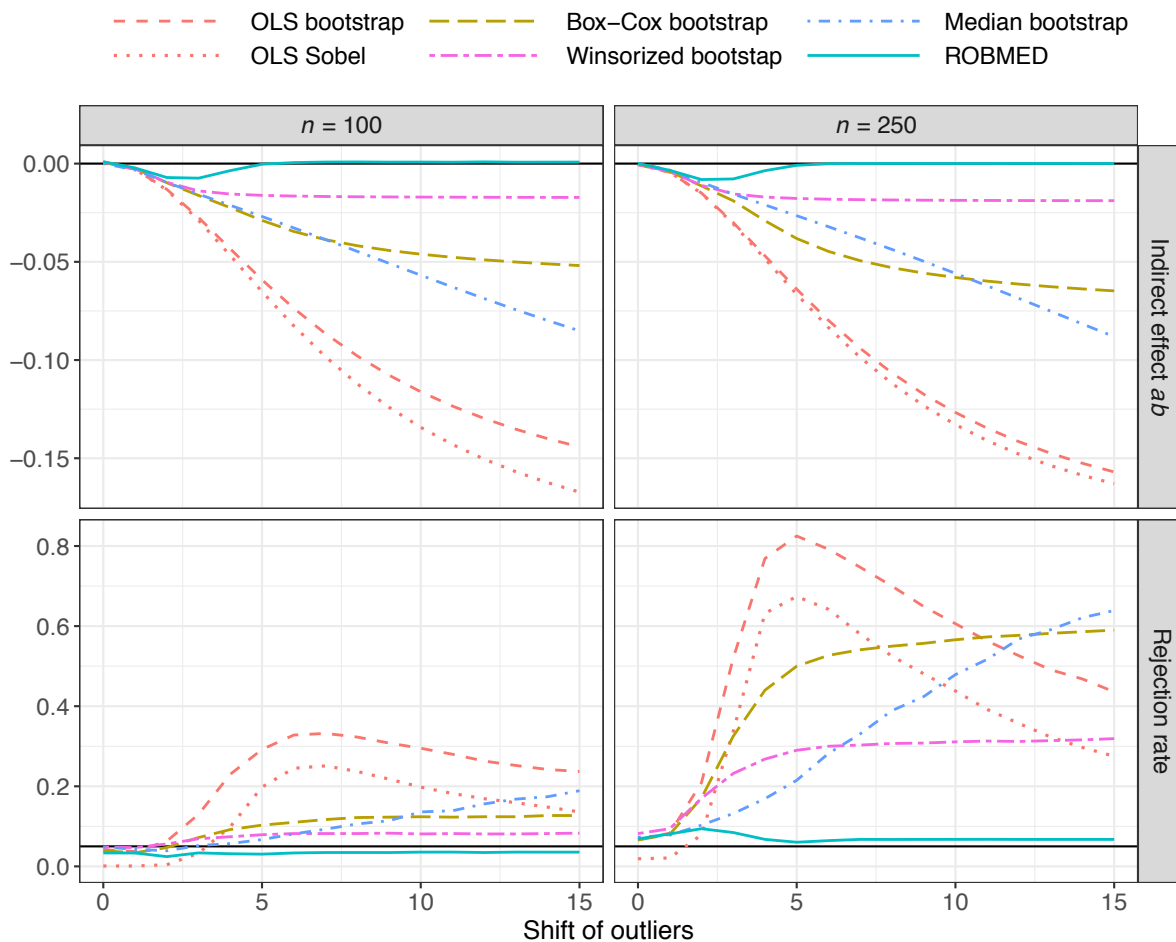 OLS bootstrap
Box−Cox bootstrap
Median bootstrap
OLS Sobel
Winsorized bootstap
ROBMED
n = 100
n = 250
0.00
−0.05
−0.10
−0.15
Indirect effect ab
0.8
0.6
0.4
0.2
0.0
Rejection rate
0 5 10 15
0 5 10 15
Shift of outliers